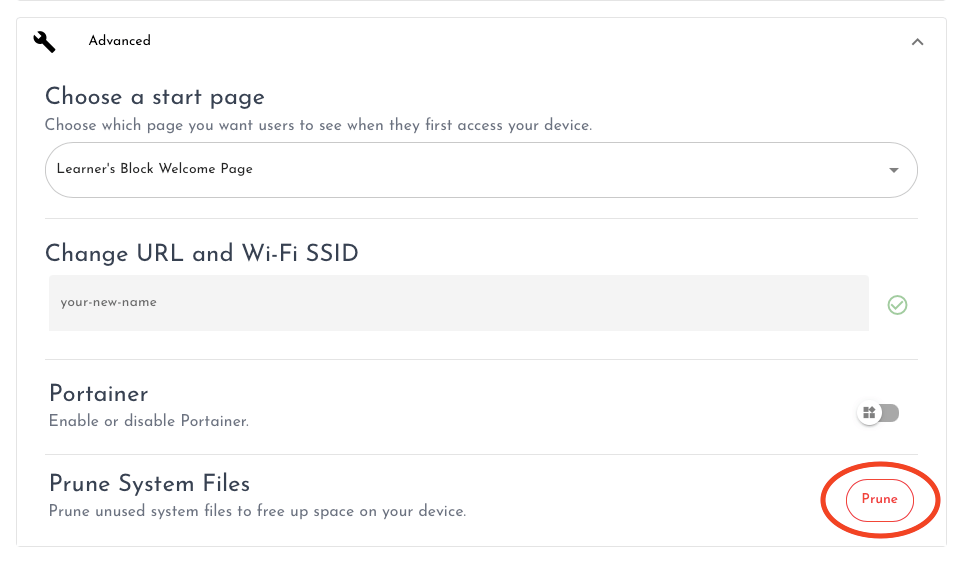 Advanced
Choose a start page
Choose which page you want users to see when they first access your device.
Learner's Block Welcome Page
Change URL and Wi-Fi SSID
your-new-name
Portainer
Enable or disable Portainer.
Prune System Files
Prune unused system files to free up space on your device.
Prune